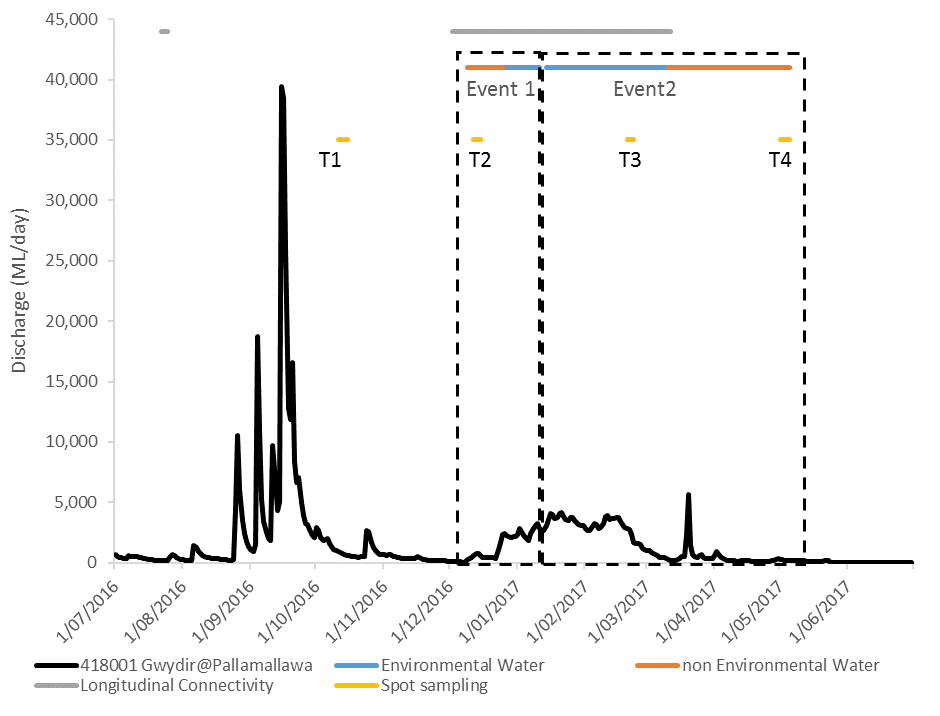 45,000
40,000
35,000
30,000
25,000
20,000
15,000
10,000
5,000
0
Discharge (ML/day)
Event 1
Event2
T1
T2
T3
T4
1/07/2016
1/08/2016
1/09/2016
1/10/2016
1/11/2016
1/12/2016
1/01/2017
1/02/2017
1/03/2017
1/04/2017
1/05/2017
1/06/2017
418001 Gwydir@Pallamallawa
Environmental Water
non Environmental Water
Longitudinal Connectivity
Spot sampling